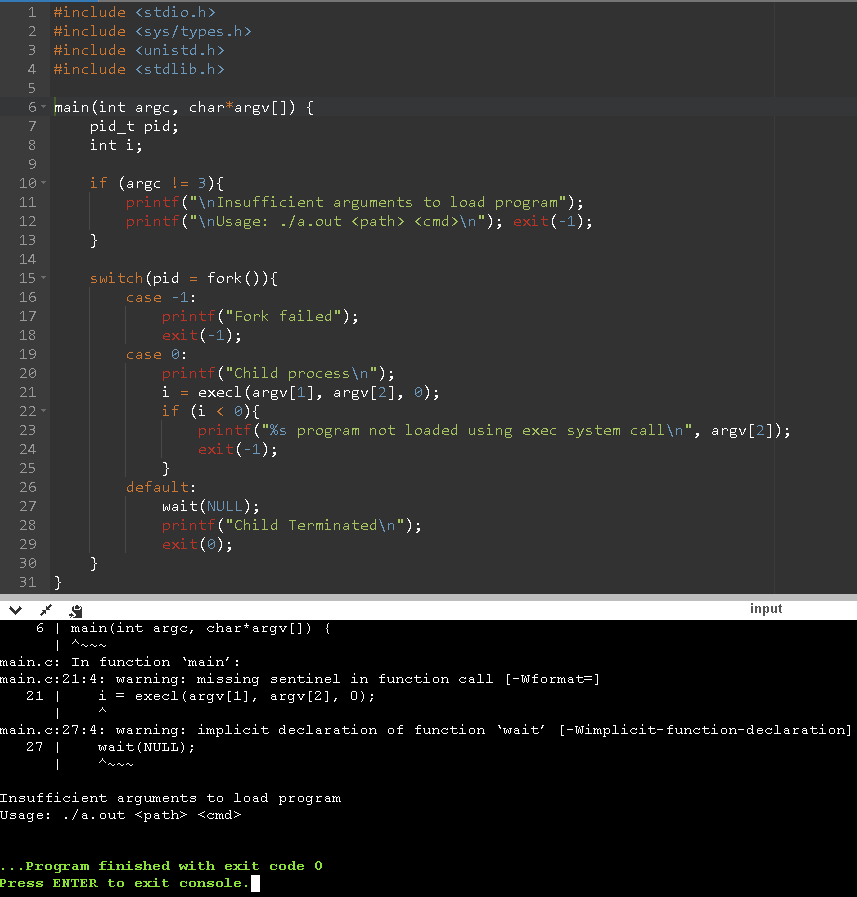 1 #include <stdio.h>
2 #include <sys/types.h>
3 #include <unistd.h>
4 #include <stdlib.h>
5
6 main(int argc, char*argv[]) {
7     pid_t pid;
8     int i;
9
10     if (argc != 3){
11         printf("\nInsufficient arguments to load program");
12         printf("\nUsage: ./a.out <path> <cmd>\n"); exit(-1);
13     }
14
15     switch(pid = fork()){
16         case -1:
17             printf("Fork failed");
18             exit(-1);
19         case 0:
20             printf("Child process\n");
21             i = execl(argv[1], argv[2], 0);
22             if (i < 0){
23                 printf("%s program not loaded using exec system call\n", argv[2]);
24                 exit(-1);
25             }
26         default:
27             wait(NULL);
28             printf("Child Terminated\n");
29             exit(0);
30     }
31 }
input
6 | main(int argc, char*argv[]) {
  | ^~~~
main.c: In function ‘main’:
main.c:21:4: warning: missing sentinel in function call [-Wformat=]
21 |    i = execl(argv[1], argv[2], 0);
   |    ^
main.c:27:4: warning: implicit declaration of function ‘wait’ [-Wimplicit-function-declaration]
27 |    wait(NULL);
   |    ^~~~
Insufficient arguments to load program
Usage: ./a.out <path> <cmd>
...Program finished with exit code 0
Press ENTER to exit console.